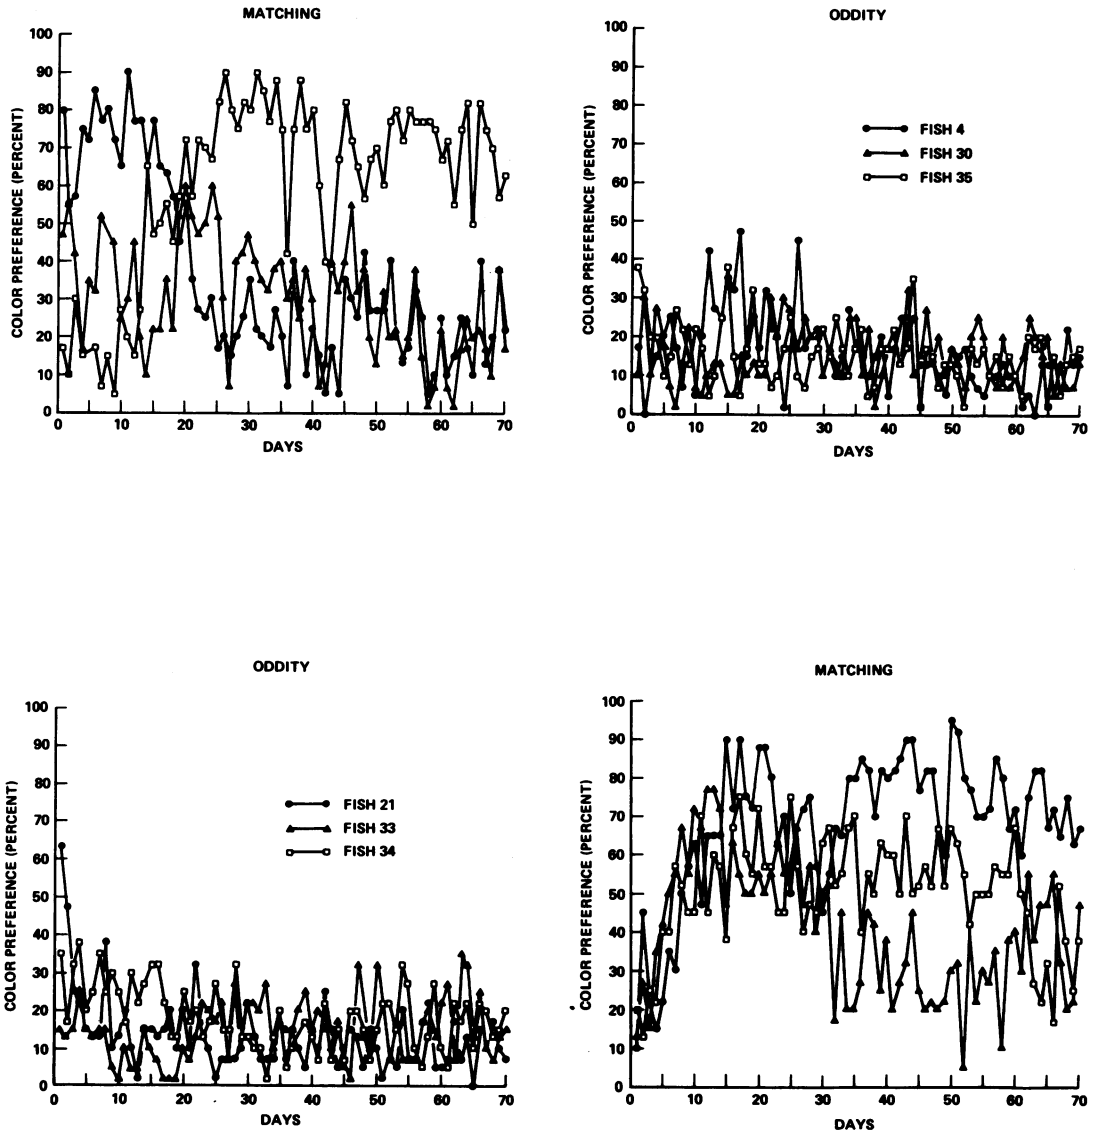 MATCHING
100
90
80
70
60
50
40
30
20
10
0
COLOR PREFERENCE (PERCENT)
0 10 20 30 40 50 60 70
DAYS
ODDITY
100
90
80
70
60
50
40
30
20
10
0
COLOR PREFERENCE (PERCENT)
FISH 4
FISH 30
FISH 35
0 10 20 30 40 50 60 70
DAYS
ODDITY
100
90
80
70
60
50
40
30
20
10
0
COLOR PREFERENCE (PERCENT)
FISH 21
FISH 33
FISH 34
0 10 20 30 40 50 60 70
DAYS
MATCHING
100
90
80
70
60
50
40
30
20
10
0
COLOR PREFERENCE (PERCENT)
0 10 20 30 40 50 60 70
DAYS